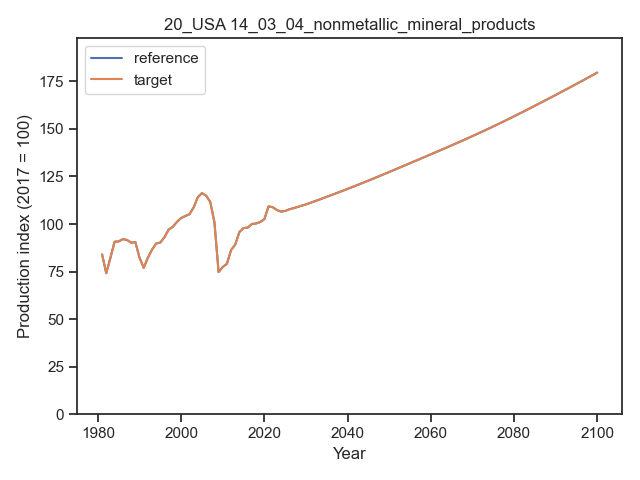 20_USA 14_03_04_nonmetallic_mineral_products
reference
target
Production index (2017 = 100)
175
150
125
100
75
50
25
0
1980 2000 2020 2040 2060 2080 2100
Year